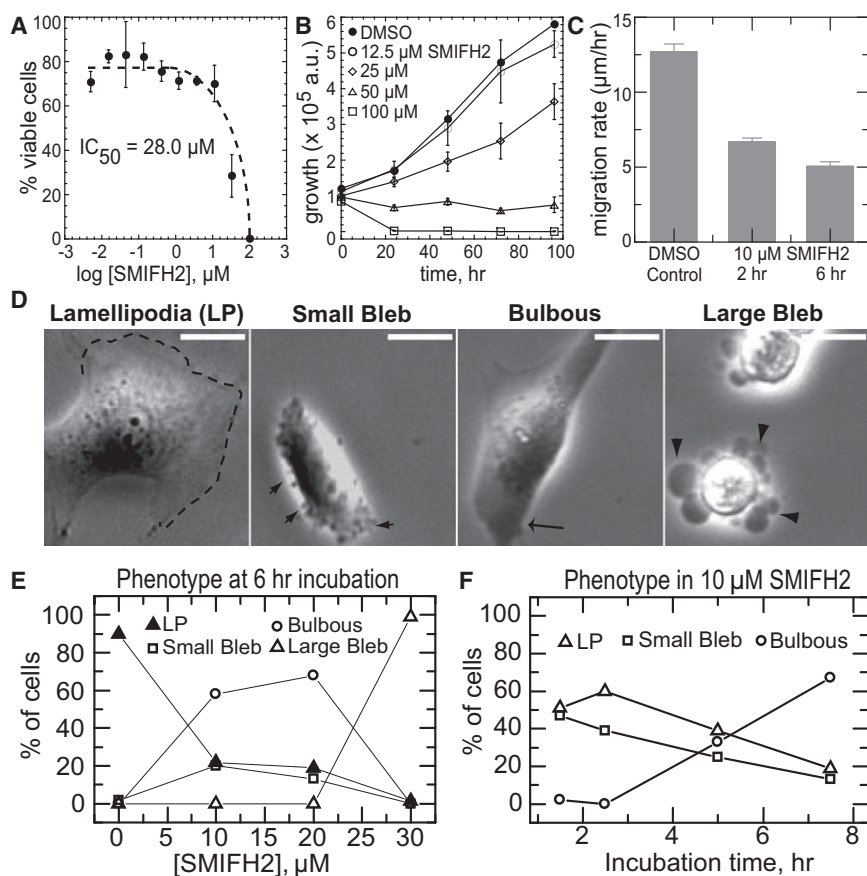 A
% viable cells
100
80
60
40
20
0
IC50 = 28.0 µM
-3 -2 -1 0 1 2 3
log [SMIFH2], µM
B
growth (x 10^5 a.u.)
6
5
4
3
2
1
0
DMSO
12.5 µM SMIFH2
25 µM
50 µM
100 µM
0 20 40 60 80 100
time, hr
C
migration rate (µm/hr)
15
10
5
0
DMSO 10 µM SMIFH2
Control 2 hr 6 hr
D
Lamellipodia (LP) Small Bleb Bulbous Large Bleb
E
Phenotype at 6 hr incubation
% of cells
100
80
60
40
20
0
LP Bulbous
Small Bleb Large Bleb
0 5 10 15 20 25 30
[SMIFH2], µM
F
Phenotype in 10 µM SMIFH2
% of cells
100
80
60
40
20
0
LP Small Bleb Bulbous
2 4 6 8
Incubation time, hr